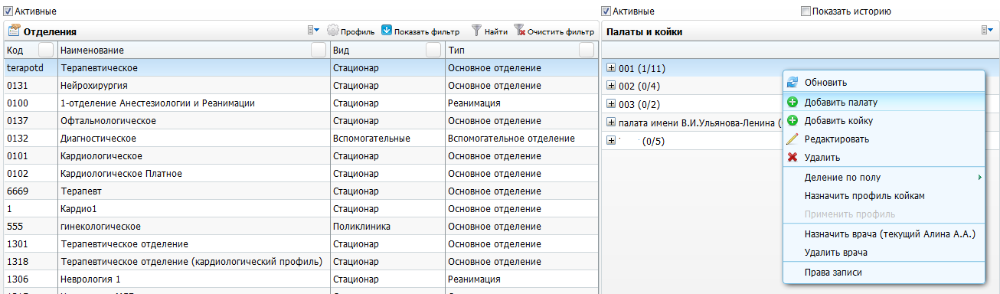 Активные
Отделения Профиль Показать фильтр Найти Очистить фильтр
Код Наименование Вид Тип
terapotd Терапевтическое Стационар Основное отделение
0131 Нейрохирургия Стационар Основное отделение
0100 1-отделение Анестезиологии и Реанимации Стационар Реанимация
0137 Офтальмологическое Стационар Основное отделение
0132 Диагностическое Вспомогательные Вспомогательное отделение
0101 Кардиологическое Стационар Основное отделение
0102 Кардиологическое Платное Стационар Основное отделение
6669 Терапевт Стационар Основное отделение
1 Кардио1 Стационар Основное отделение
555 гинекологическое Поликлиника Основное отделение
1301 Терапевтическое отделение Стационар Основное отделение
1318 Терапевтическое отделение (кардиологический профиль) Стационар Основное отделение
1306 Неврология 1 Стационар Реанимация
Активные Показать историю
Палаты и койки
001 (1/11)
002 (0/4)
003 (0/2)
палата имени В.И.Ульянова-Ленина (
(0/5)
Обновить
Добавить палату
Добавить койку
Редактировать
Удалить
Деление по полу
Назначить профиль койкам
Применить профиль
Назначить врача (текущий Алина А.А.)
Удалить врача
Права записи